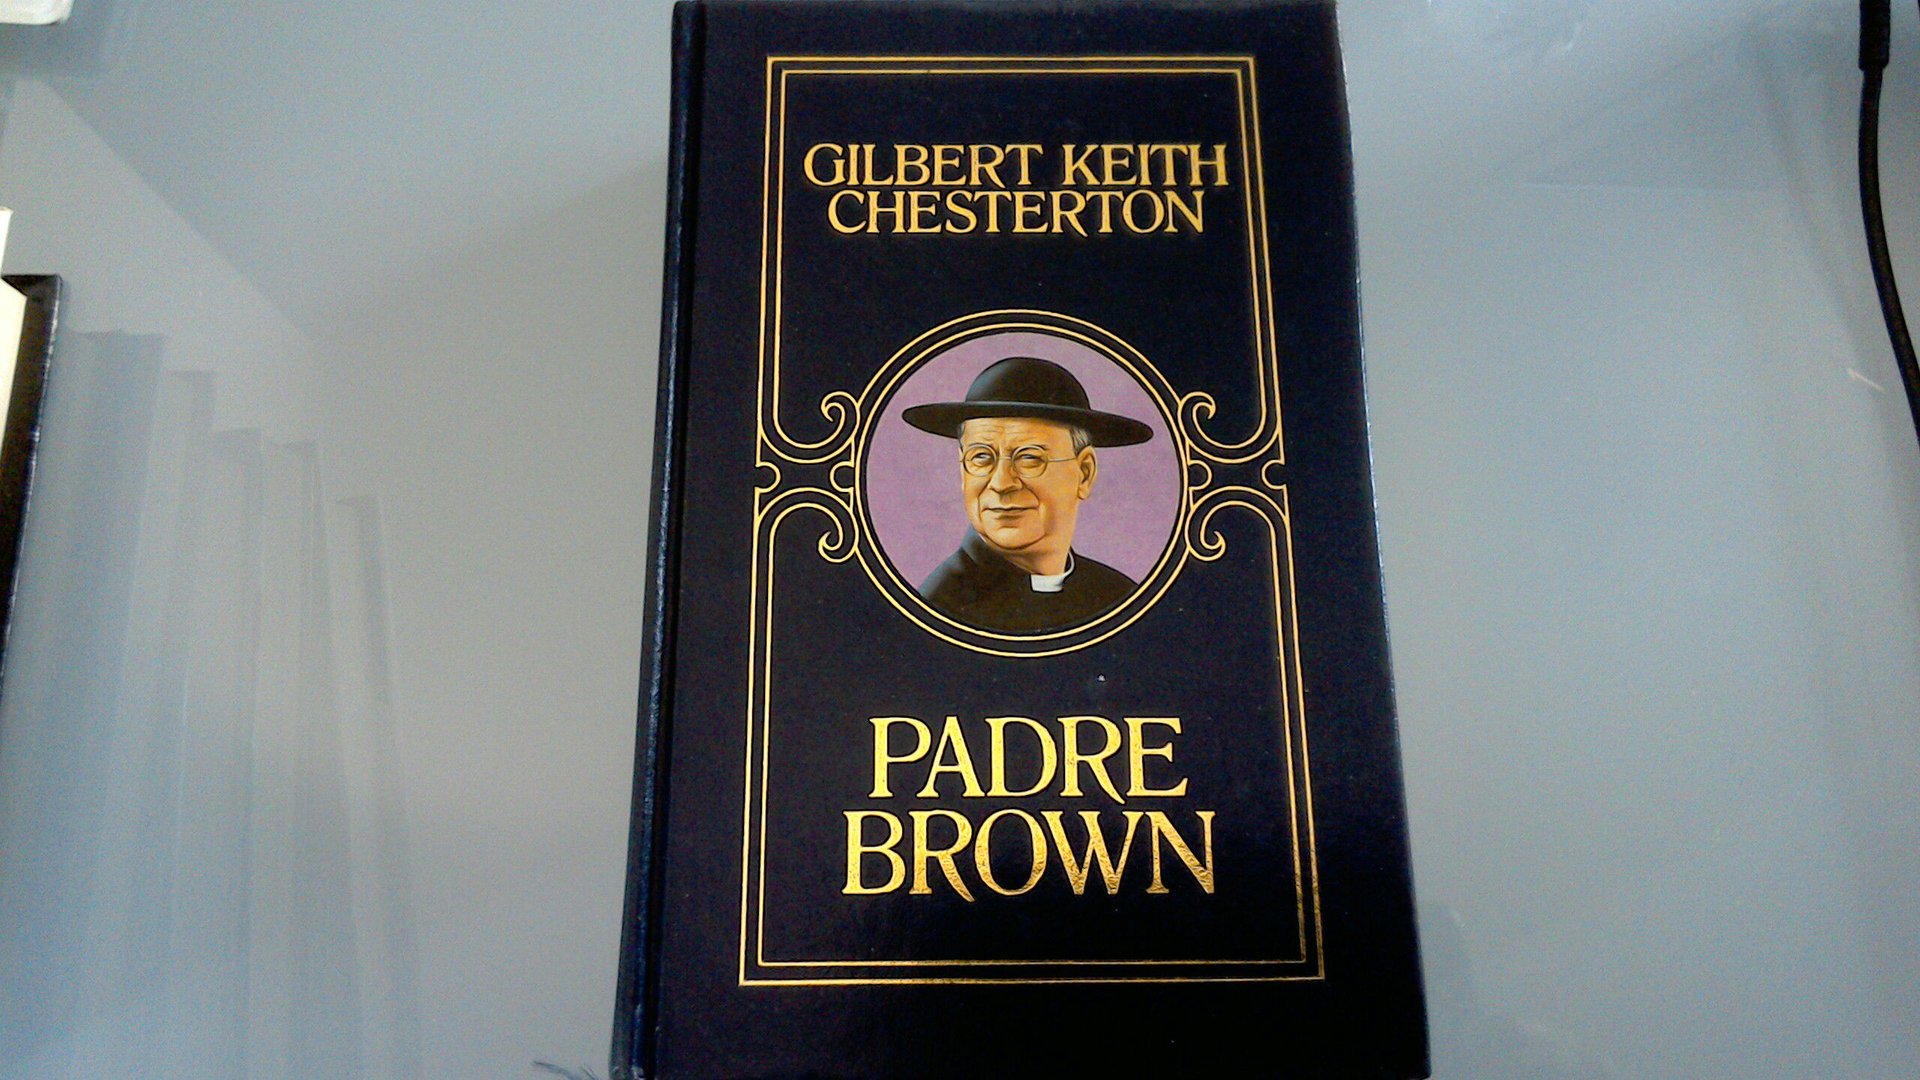 GILBERT KEITH
CHESTERTON
PADRE
BROWN